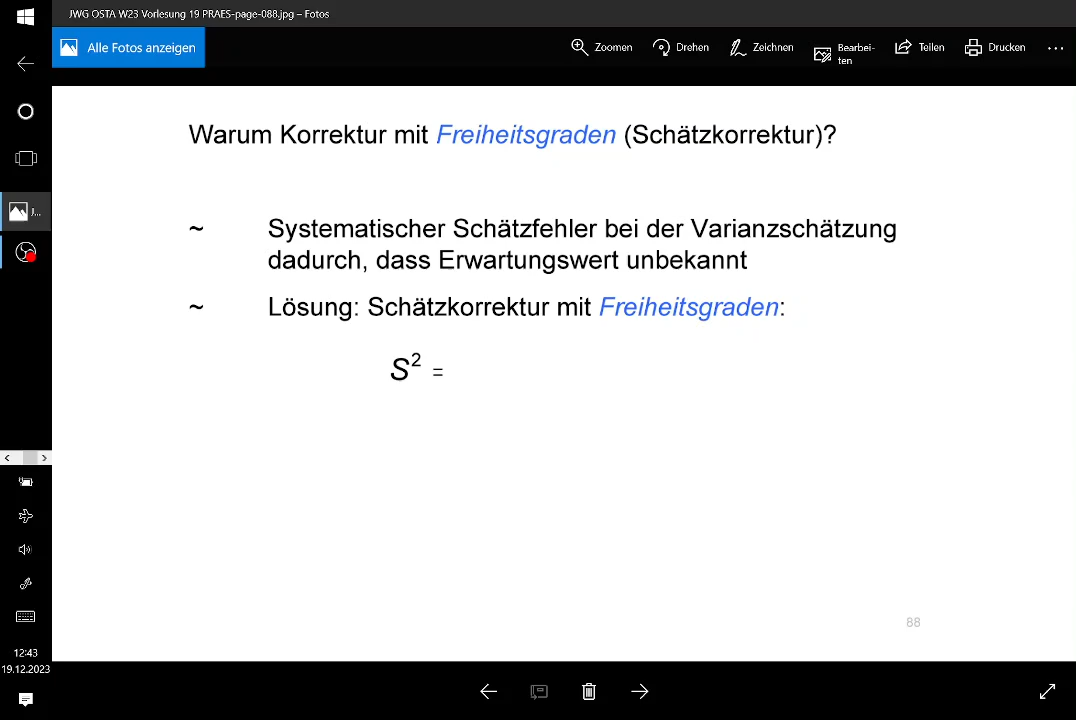 JWG OSTA W23 Vorlesung 19 PRAES-page-088.jpg – Fotos
Alle Fotos anzeigen
Zoomen
Drehen
Zeichnen
Bearbei-
ten
Teilen
Drucken
Warum Korrektur mit Freiheitsgraden (Schätzkorrektur)?
~ Systematischer Schätzfehler bei der Varianzschätzung
dadurch, dass Erwartungswert unbekannt
~ Lösung: Schätzkorrektur mit Freiheitsgraden:
S² =
J...
88
12:43
19.12.2023